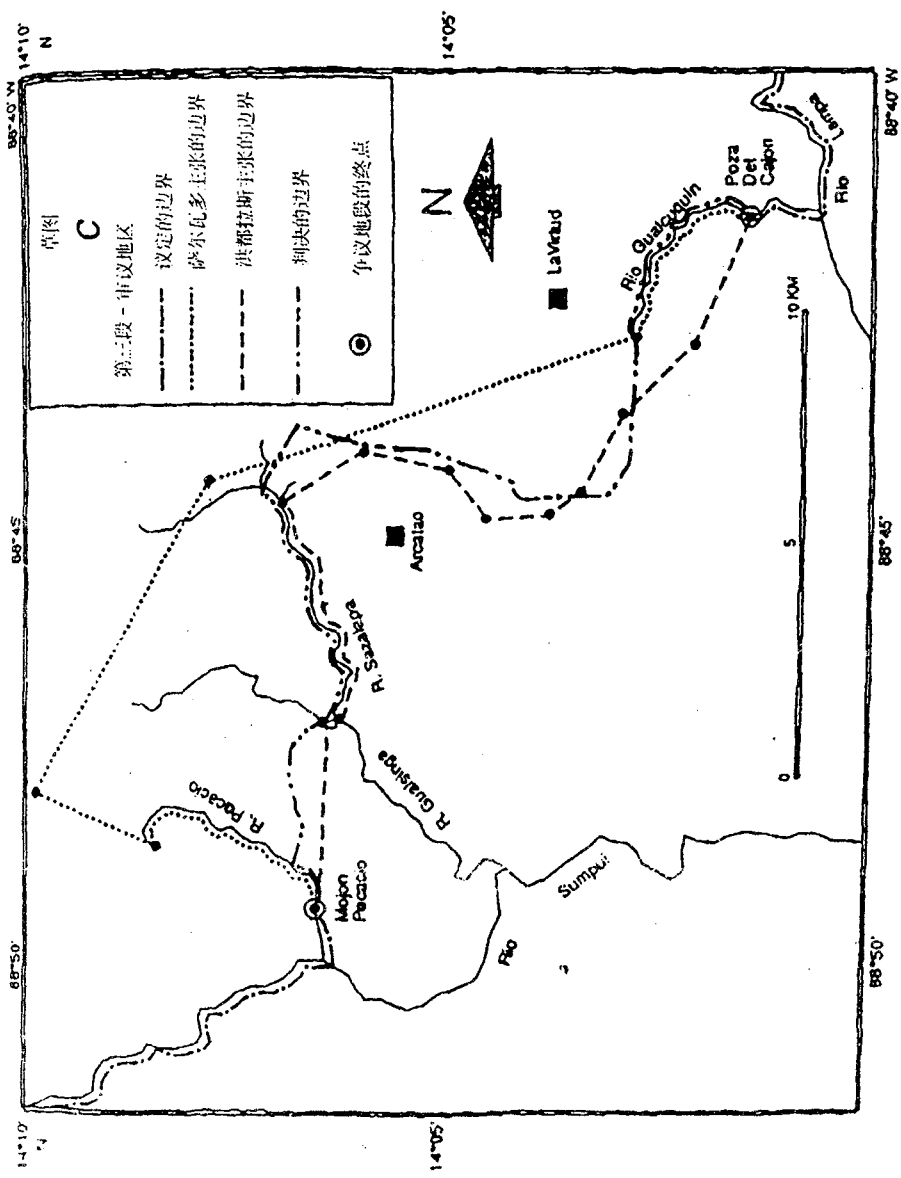 草图
C
第三段-审议地区
议定的边界
萨尔瓦多主张的边界
洪都拉斯主张的边界
判决的边界
争议地段的终点
N
14°10'
N
88°50'
88°45'
88°40' W
14°05'
14°05'
14°10'
N
88°50'
88°45'
88°40' W
R. Pacacio
Mojon
Pacacio
R. Gualsinga
R. Sazalapa
Rio
Sumpul
Arcatao
La Virtud
Rio Gualcuquin
Poza
Del
Cajon
Rio
Lempa
0
5
10 KM